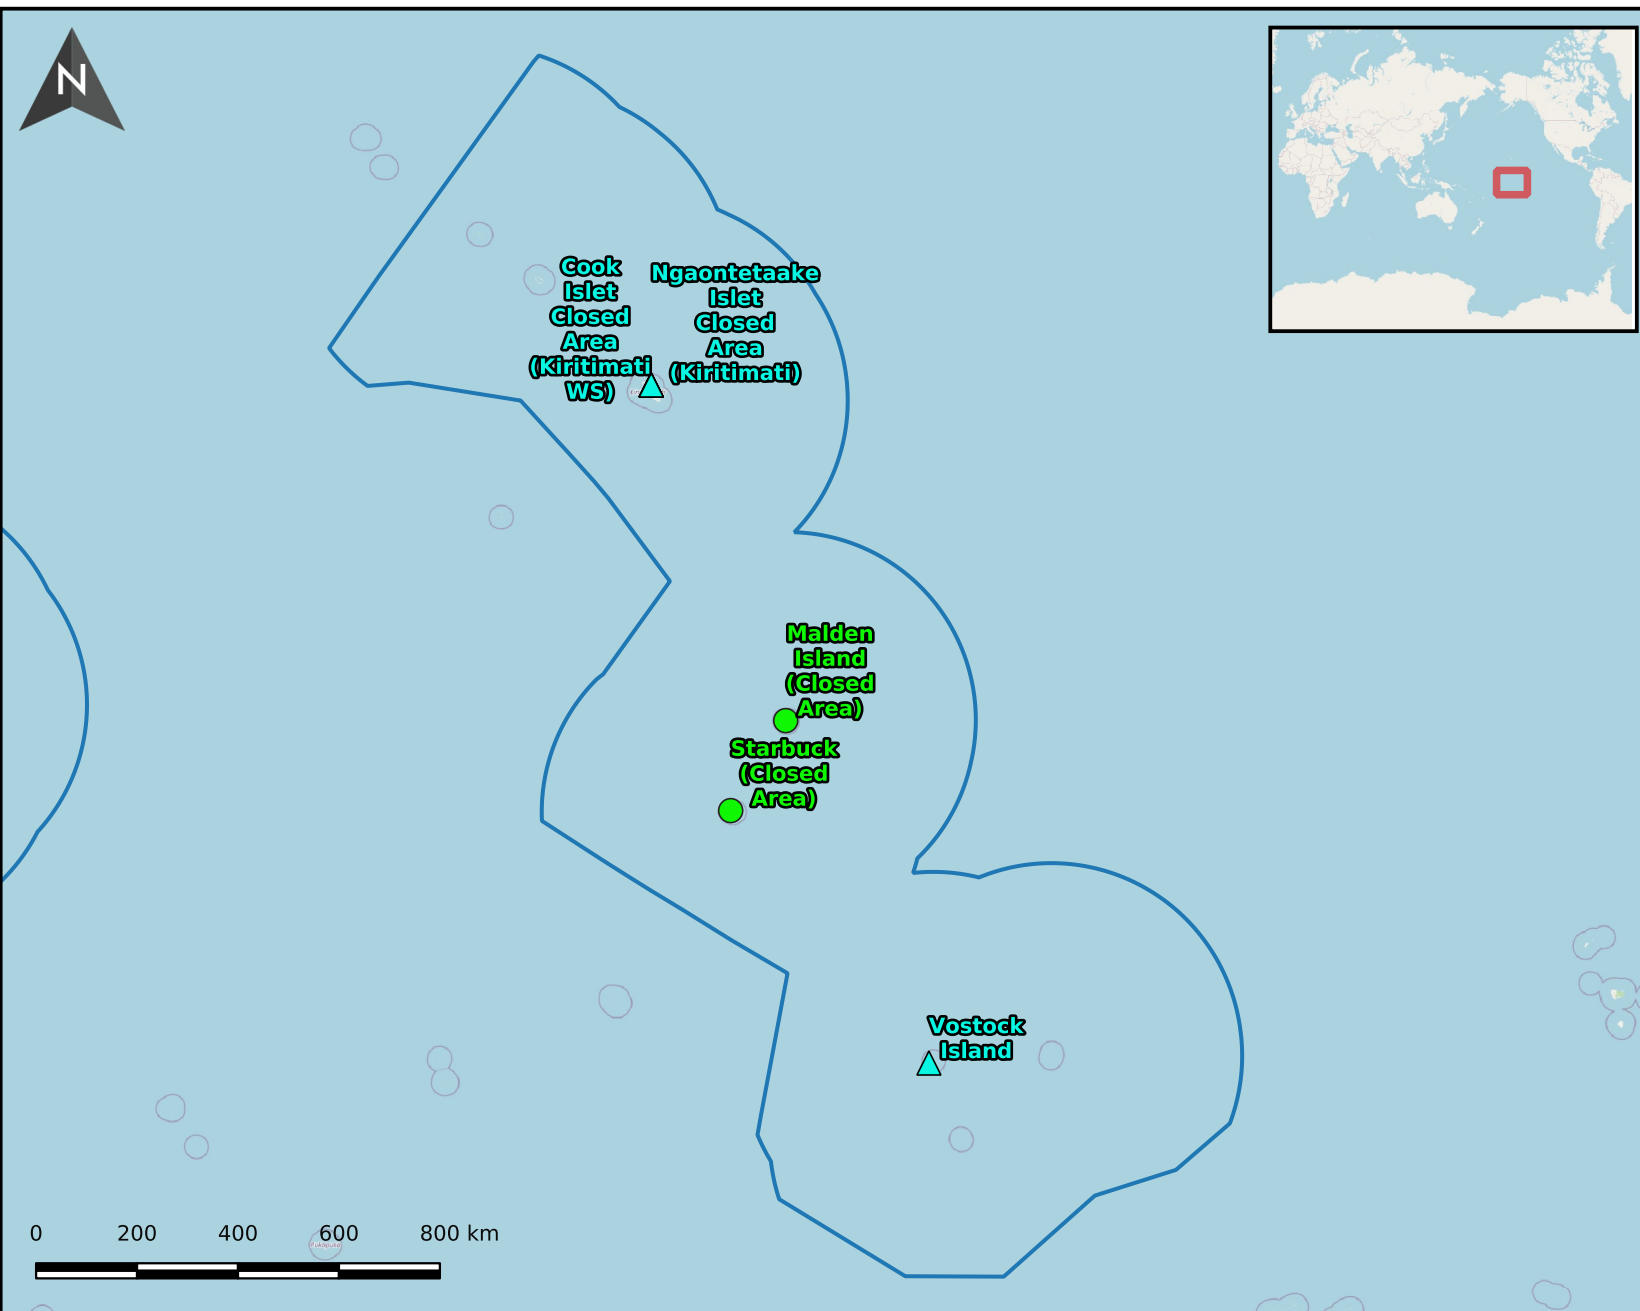 N
Cook
Islet
Closed
Area
(Kiritimati
WS)
Ngaontetaake
Islet
Closed
Area
(Kiritimati)
Malden
Island
(Closed
Area)
Starbuck
(Closed
Area)
Vostock
Island
0 200 400 600 800 km
Pukapuka